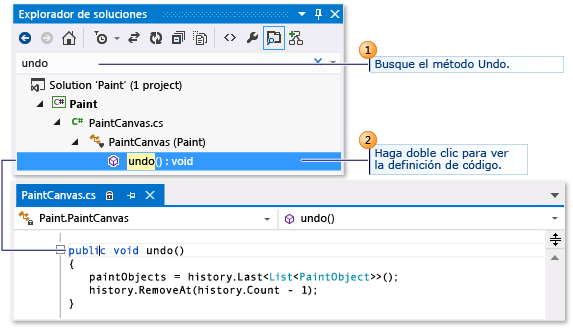 Explorador de soluciones
undo
Solution 'Paint' (1 project)
C# Paint
C# PaintCanvas.cs
PaintCanvas (Paint)
undo() : void
1
Busque el método Undo.
2
Haga doble clic para ver
la definición de código.
PaintCanvas.cs
Paint.PaintCanvas
undo()
public void undo()
{
paintObjects = history.Last<List<PaintObject>>();
history.RemoveAt(history.Count - 1);
}